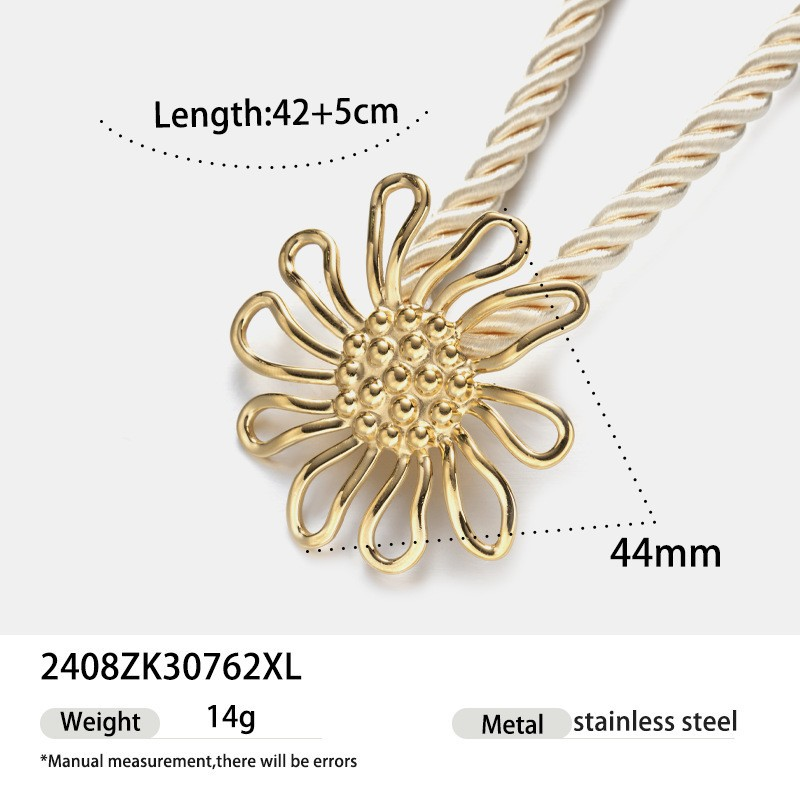 Length:42+5cm
44mm
2408ZK30762XL
Weight 14g
Metal stainless steel
*Manual measurement,there will be errors